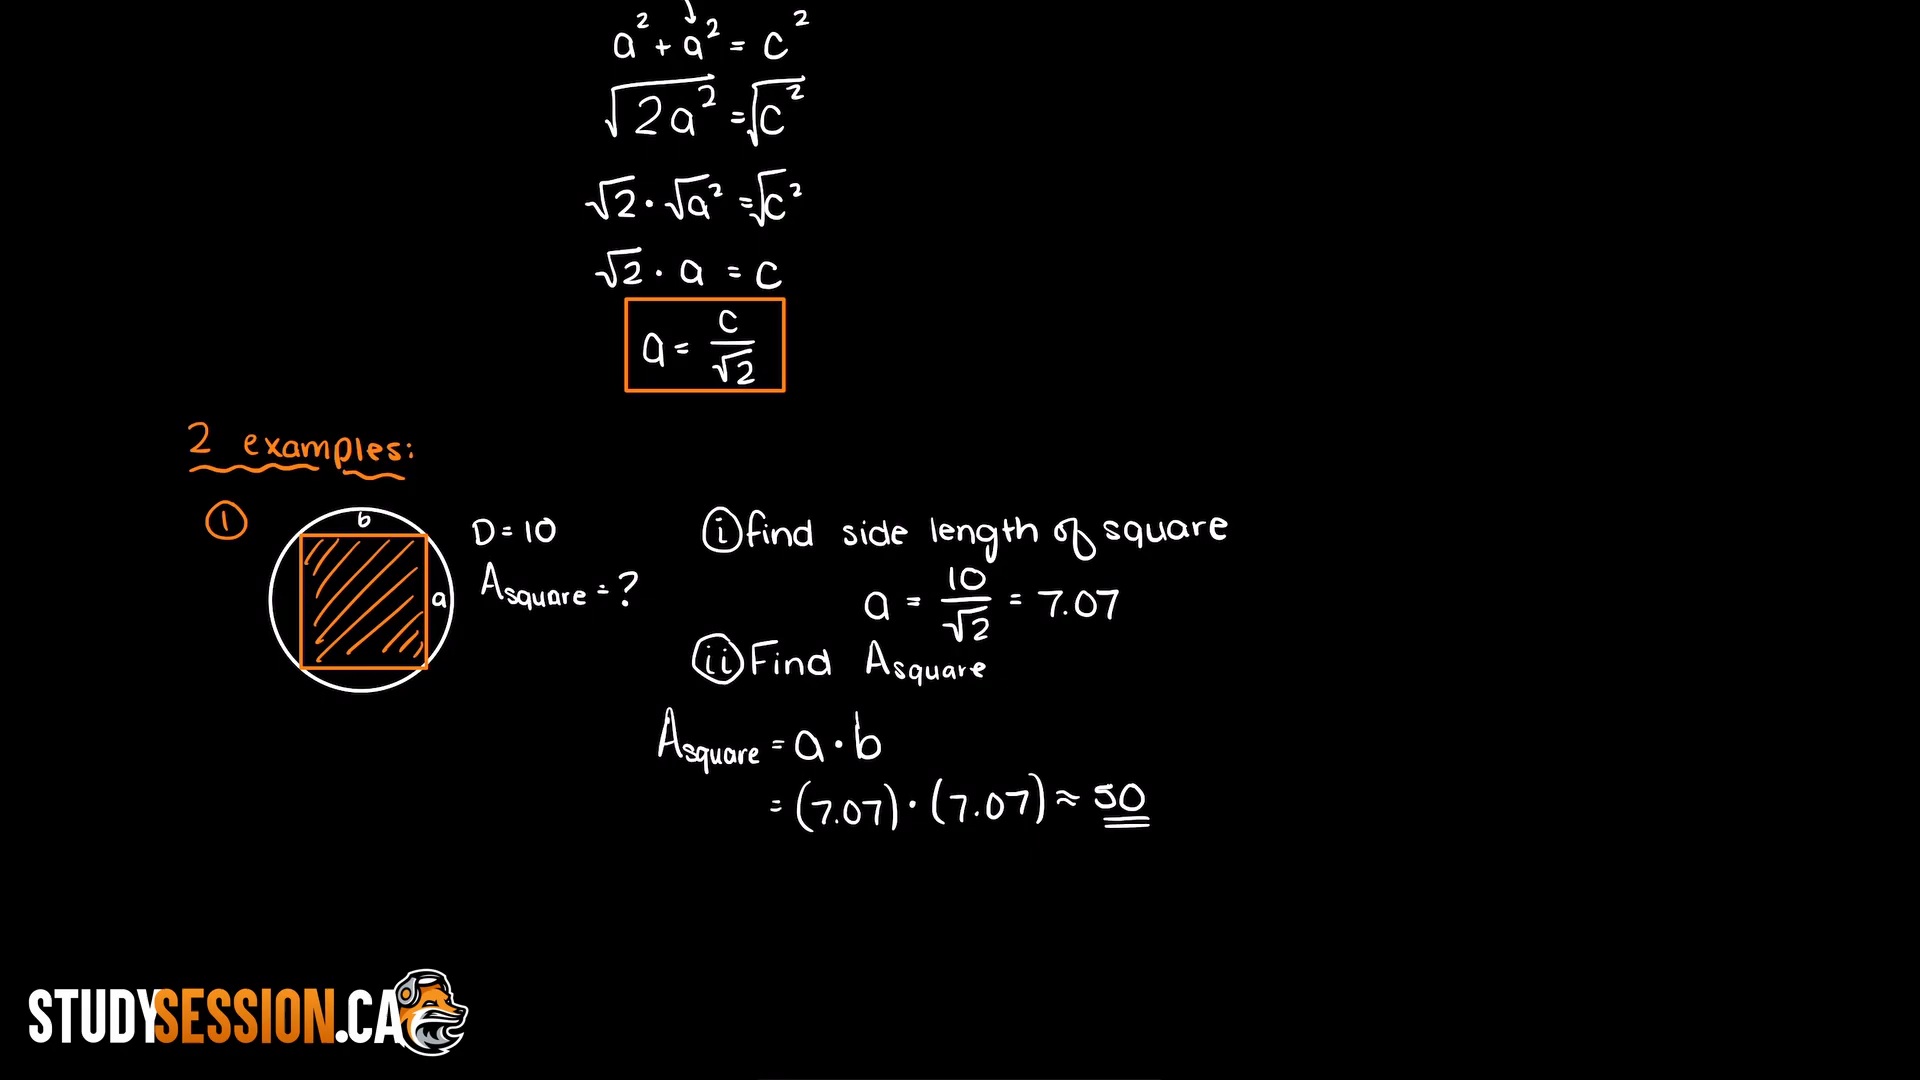 a² + a² = c²
√2a² = √c²
√2 · √a² = √c²
√2 · a = c
a = c/√2
2 examples:
①
b
a
D = 10
Asquare = ?
ⓘ find side length of square
a = 10/√2 = 7.07
ⓘⓘ Find Asquare
Asquare = a · b
= (7.07) · (7.07) ≈ 50
STUDYSESSION.CA